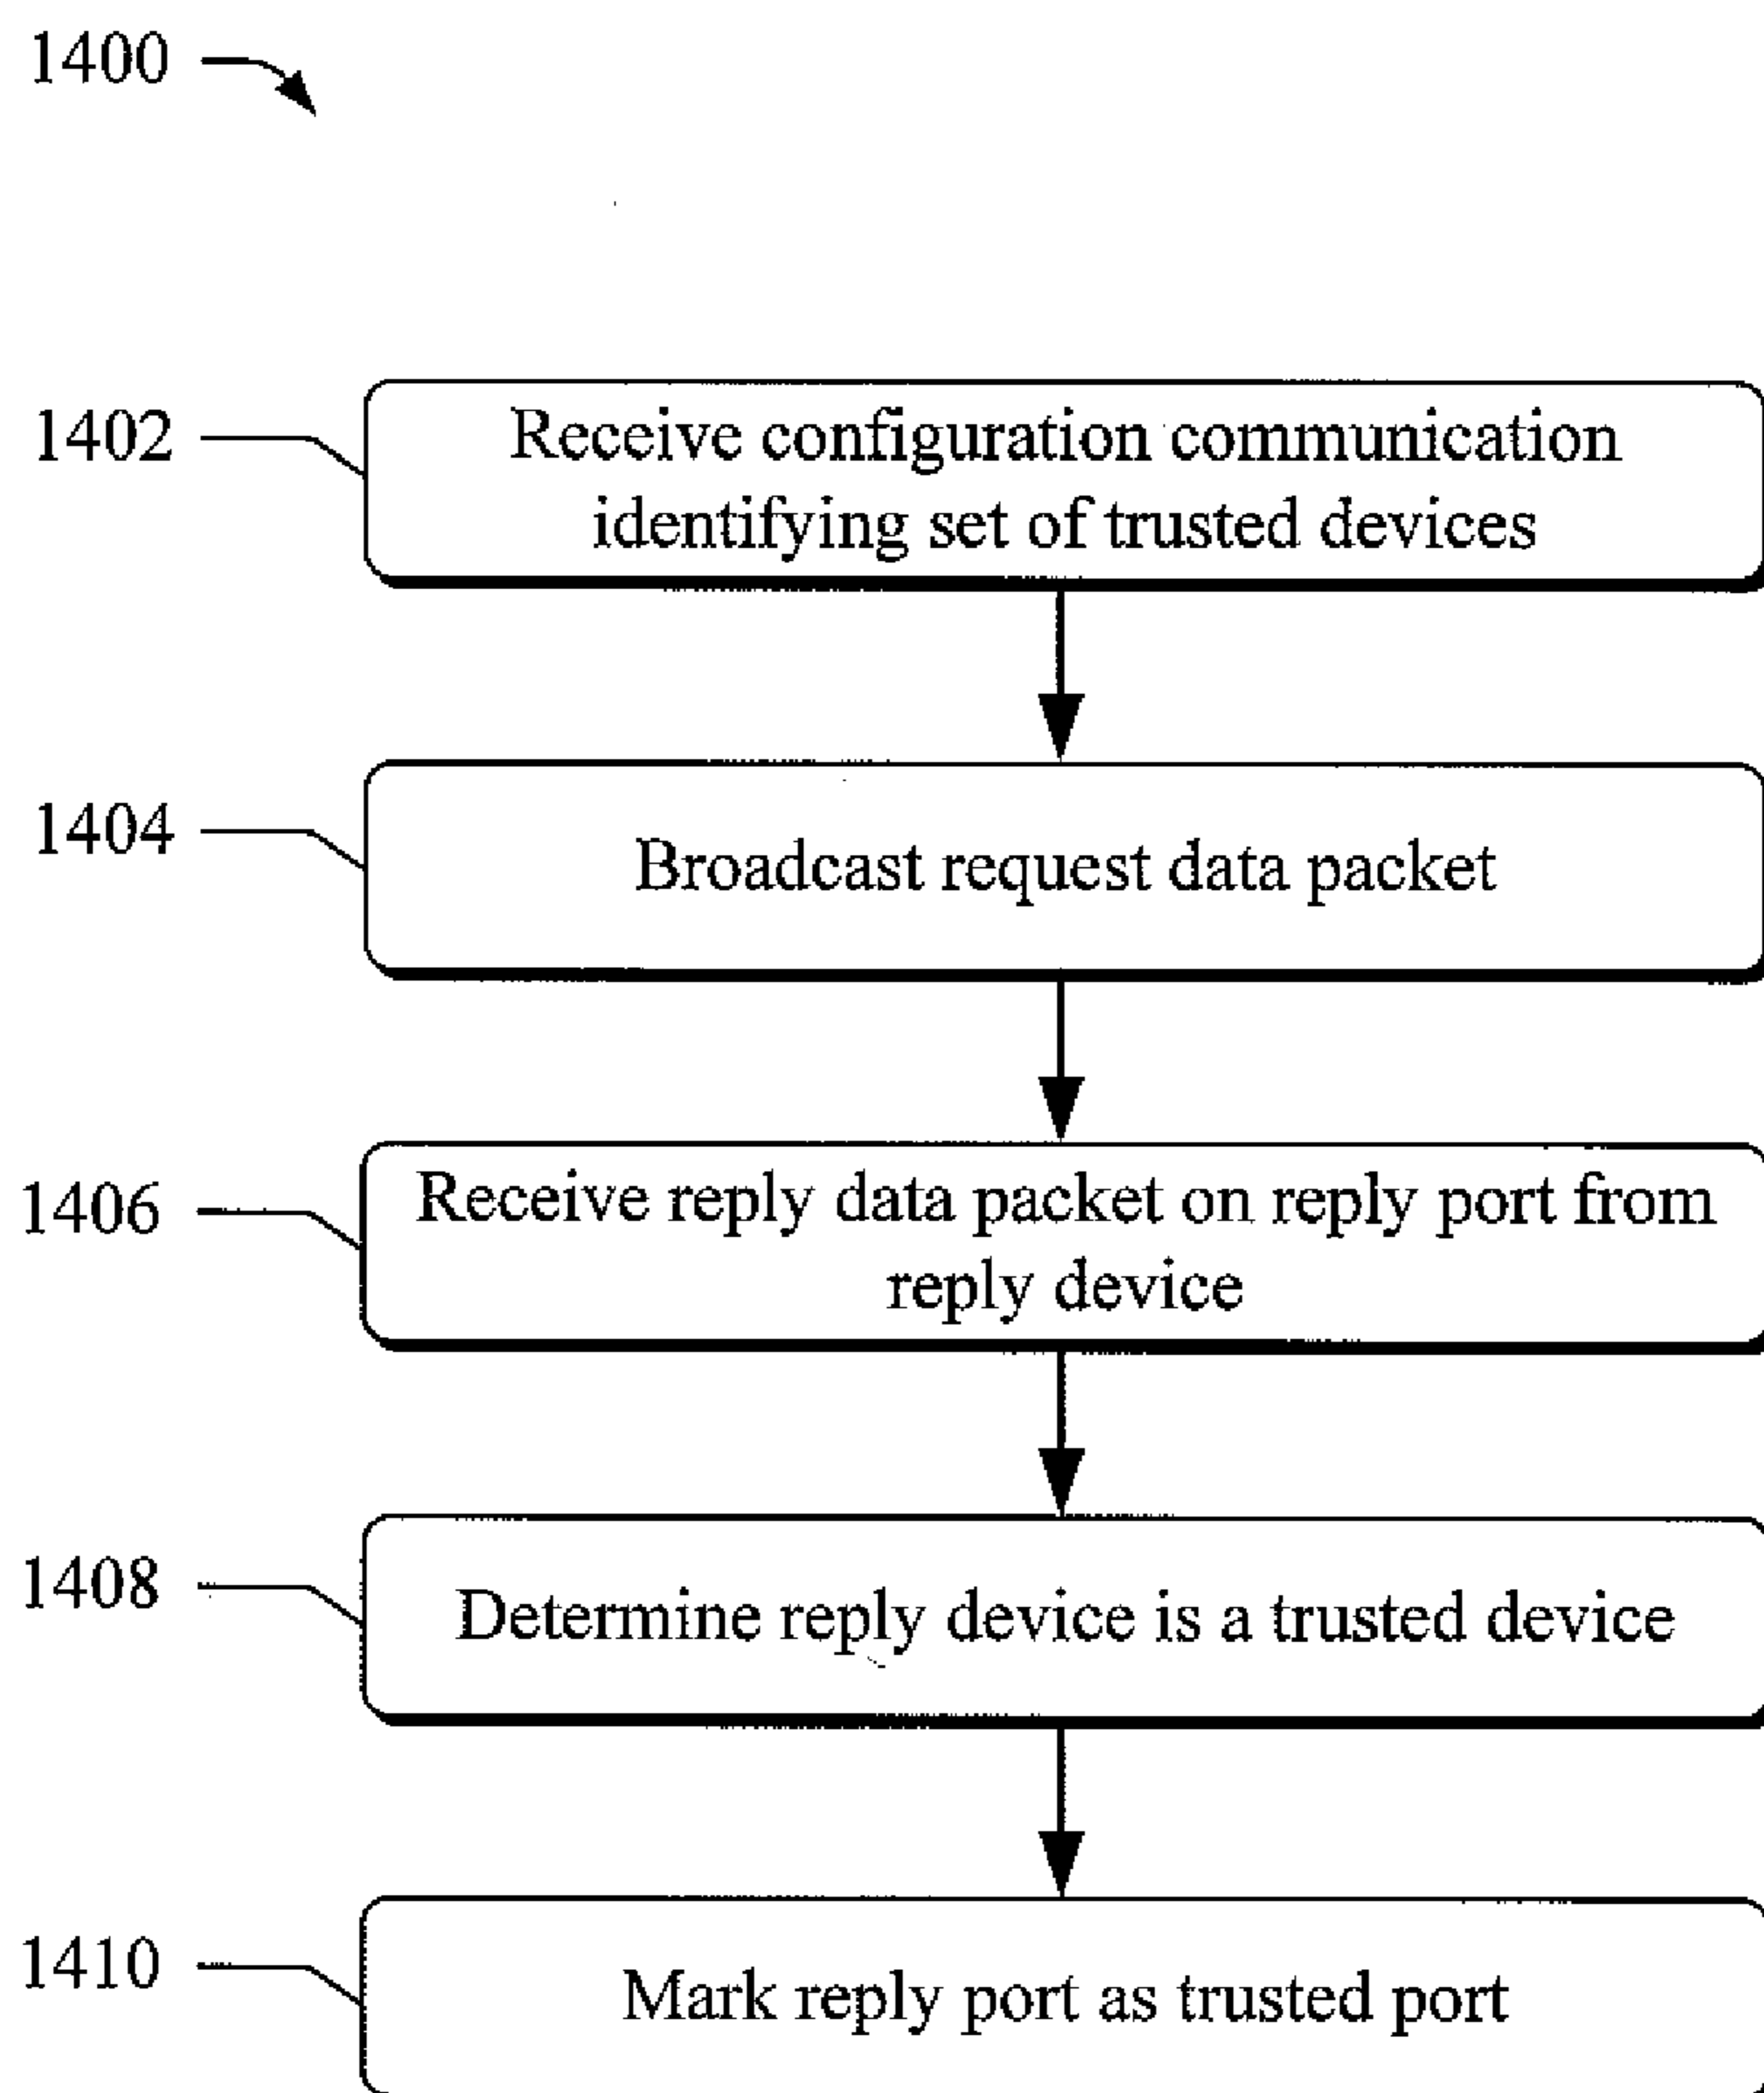 1400
1402
Receive configuration communication
identifying set of trusted devices
1404
Broadcast request data packet
1406
Receive reply data packet on reply port from
reply device
1408
Determine reply device is a trusted device
1410
Mark reply port as trusted port